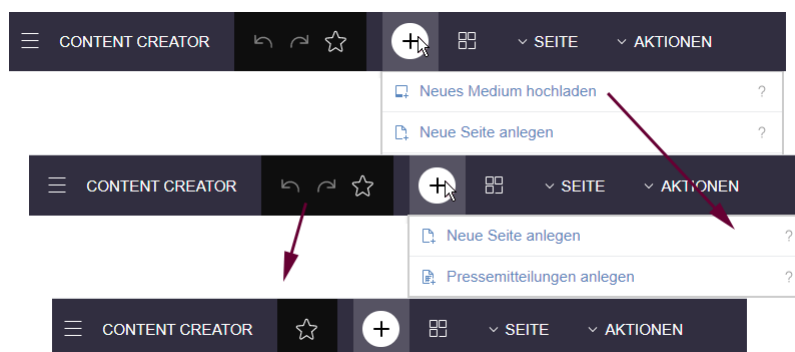 CONTENT CREATOR SEITE AKTIONEN
Neues Medium hochladen ?
Neue Seite anlegen ?
CONTENT CREATOR SEITE AKTIONEN
Neue Seite anlegen ?
Pressemitteilungen anlegen ?
CONTENT CREATOR SEITE AKTIONEN